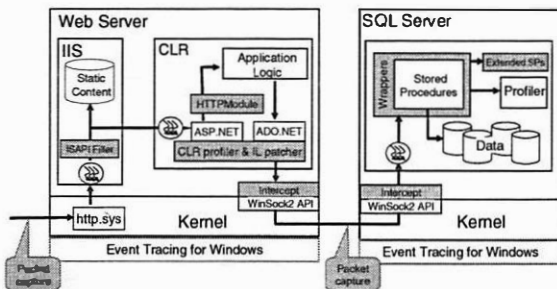 Web Server
SQL Server
IIS
CLR
Static
Content
Application
Logic
HTTPModule
ASP.NET
ADO.NET
CLR profiler & IL patcher
ISAPI Filter
Wrappers
Stored
Procedures
Extended SPs
Profiler
Data
Intercept
WinSock2 API
Intercept
WinSock2 API
http.sys
Kernel
Kernel
Event Tracing for Windows
Event Tracing for Windows
Packet
capture
Packet
capture